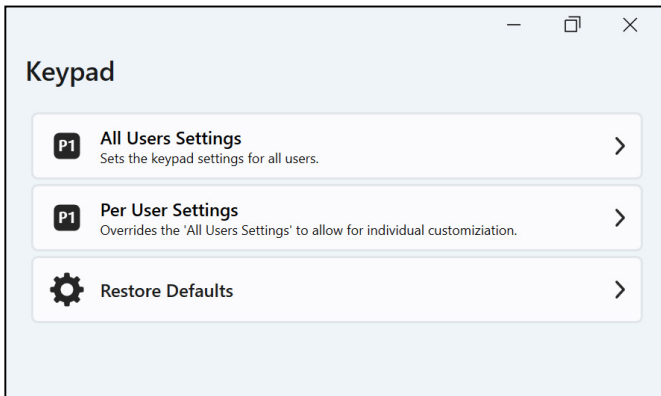 Keypad
P1
All Users Settings
Sets the keypad settings for all users.
P1
Per User Settings
Overrides the 'All Users Settings' to allow for individual customiziation.
Restore Defaults